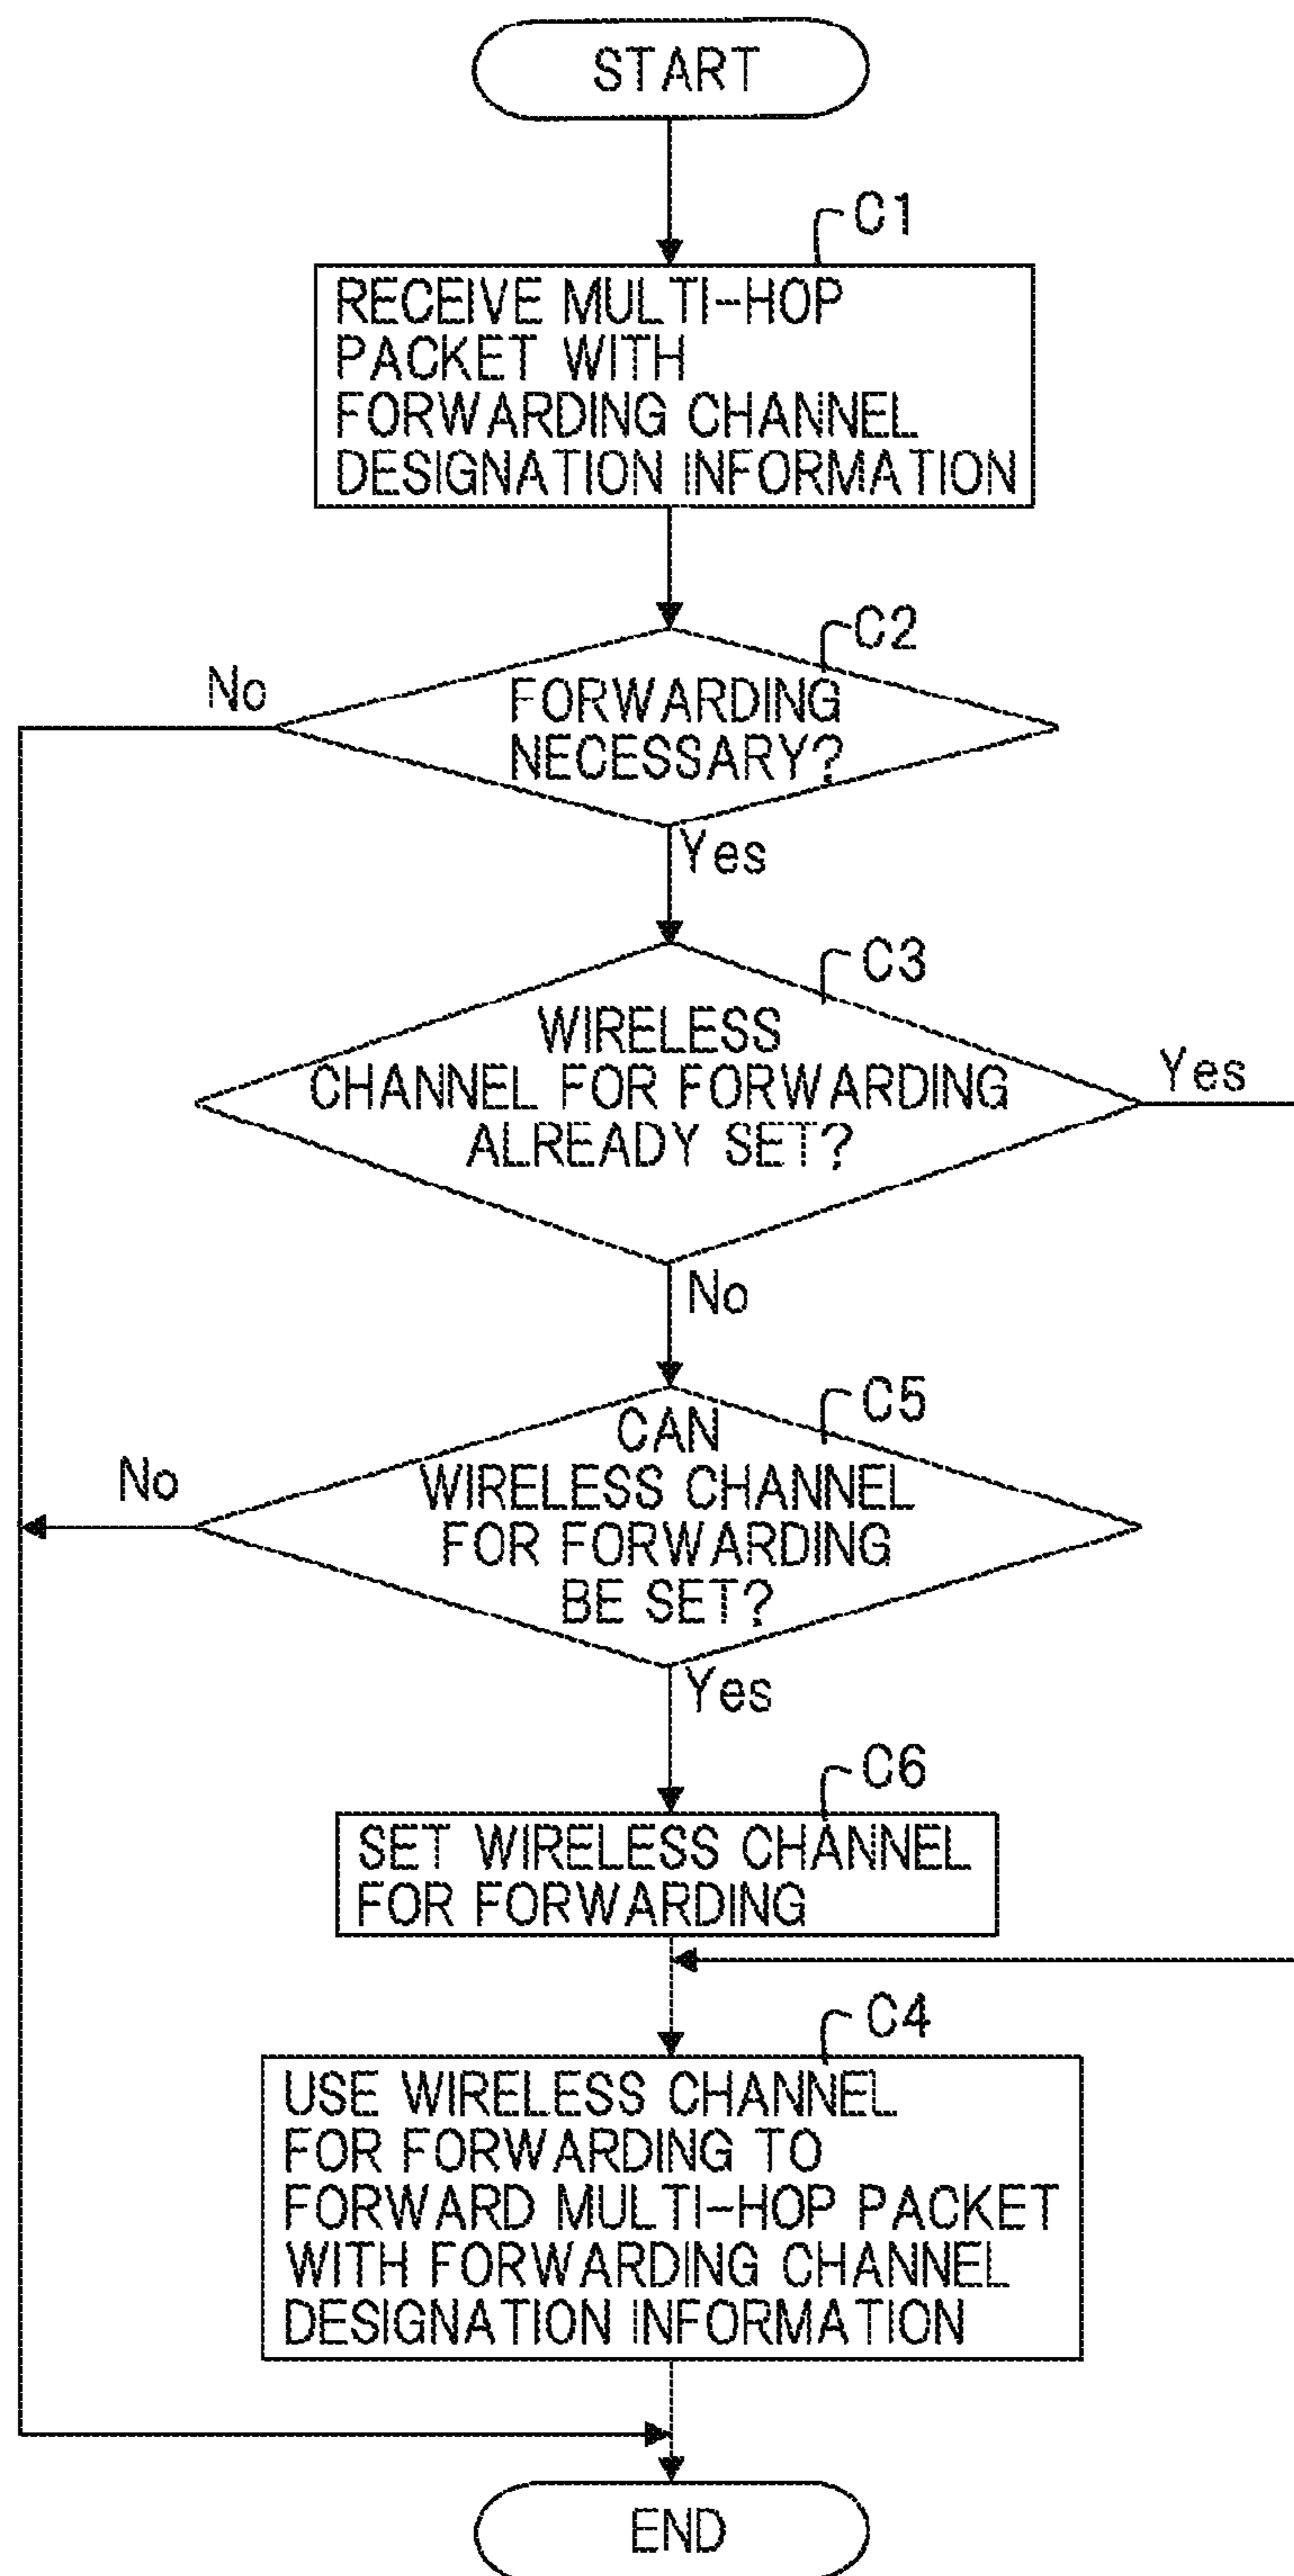 START
C1
RECEIVE MULTI-HOP
PACKET WITH
FORWARDING CHANNEL
DESIGNATION INFORMATION
C2
No
FORWARDING
NECESSARY?
Yes
C3
WIRELESS
CHANNEL FOR FORWARDING
ALREADY SET?
Yes
No
C5
CAN
WIRELESS CHANNEL
FOR FORWARDING
BE SET?
No
Yes
C6
SET WIRELESS CHANNEL
FOR FORWARDING
C4
USE WIRELESS CHANNEL
FOR FORWARDING TO
FORWARD MULTI-HOP PACKET
WITH FORWARDING CHANNEL
DESIGNATION INFORMATION
END